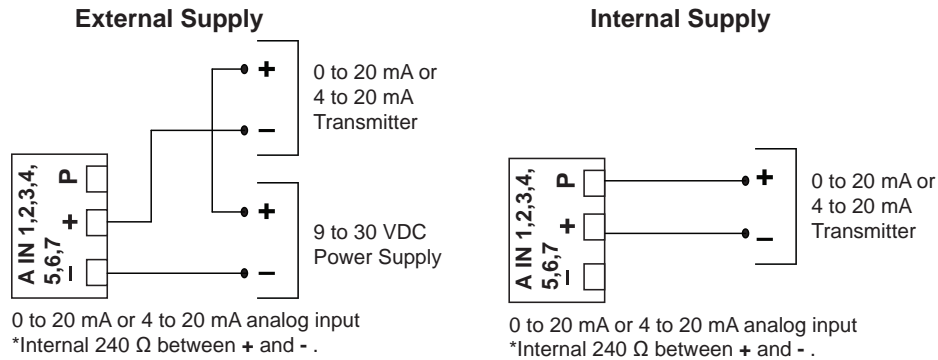 External Supply
+
0 to 20 mA or
4 to 20 mA
Transmitter
−
A IN 1,2,3,4,
5,6,7
P
+
−
+
9 to 30 VDC
Power Supply
−
0 to 20 mA or 4 to 20 mA analog input
*Internal 240 Ω between + and - .
Internal Supply
A IN 1,2,3,4,
5,6,7
P
+
−
+
0 to 20 mA or
4 to 20 mA
Transmitter
−
0 to 20 mA or 4 to 20 mA analog input
*Internal 240 Ω between + and - .